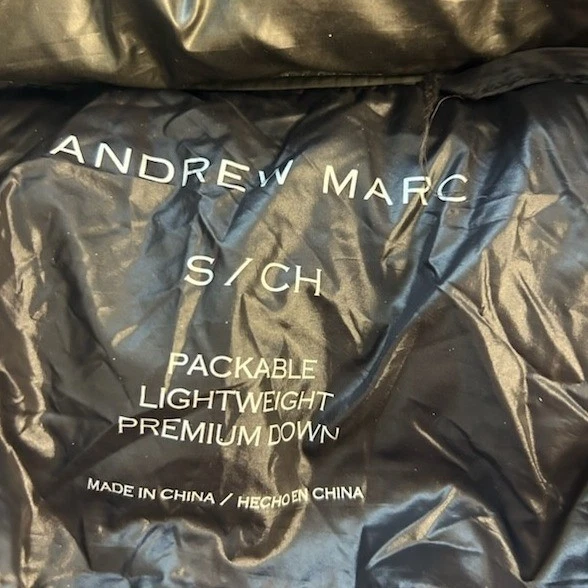 ANDREW MARC
S / CH
PACKABLE
LIGHTWEIGHT
PREMIUM DOWN
MADE IN CHINA / HECHO EN CHINA